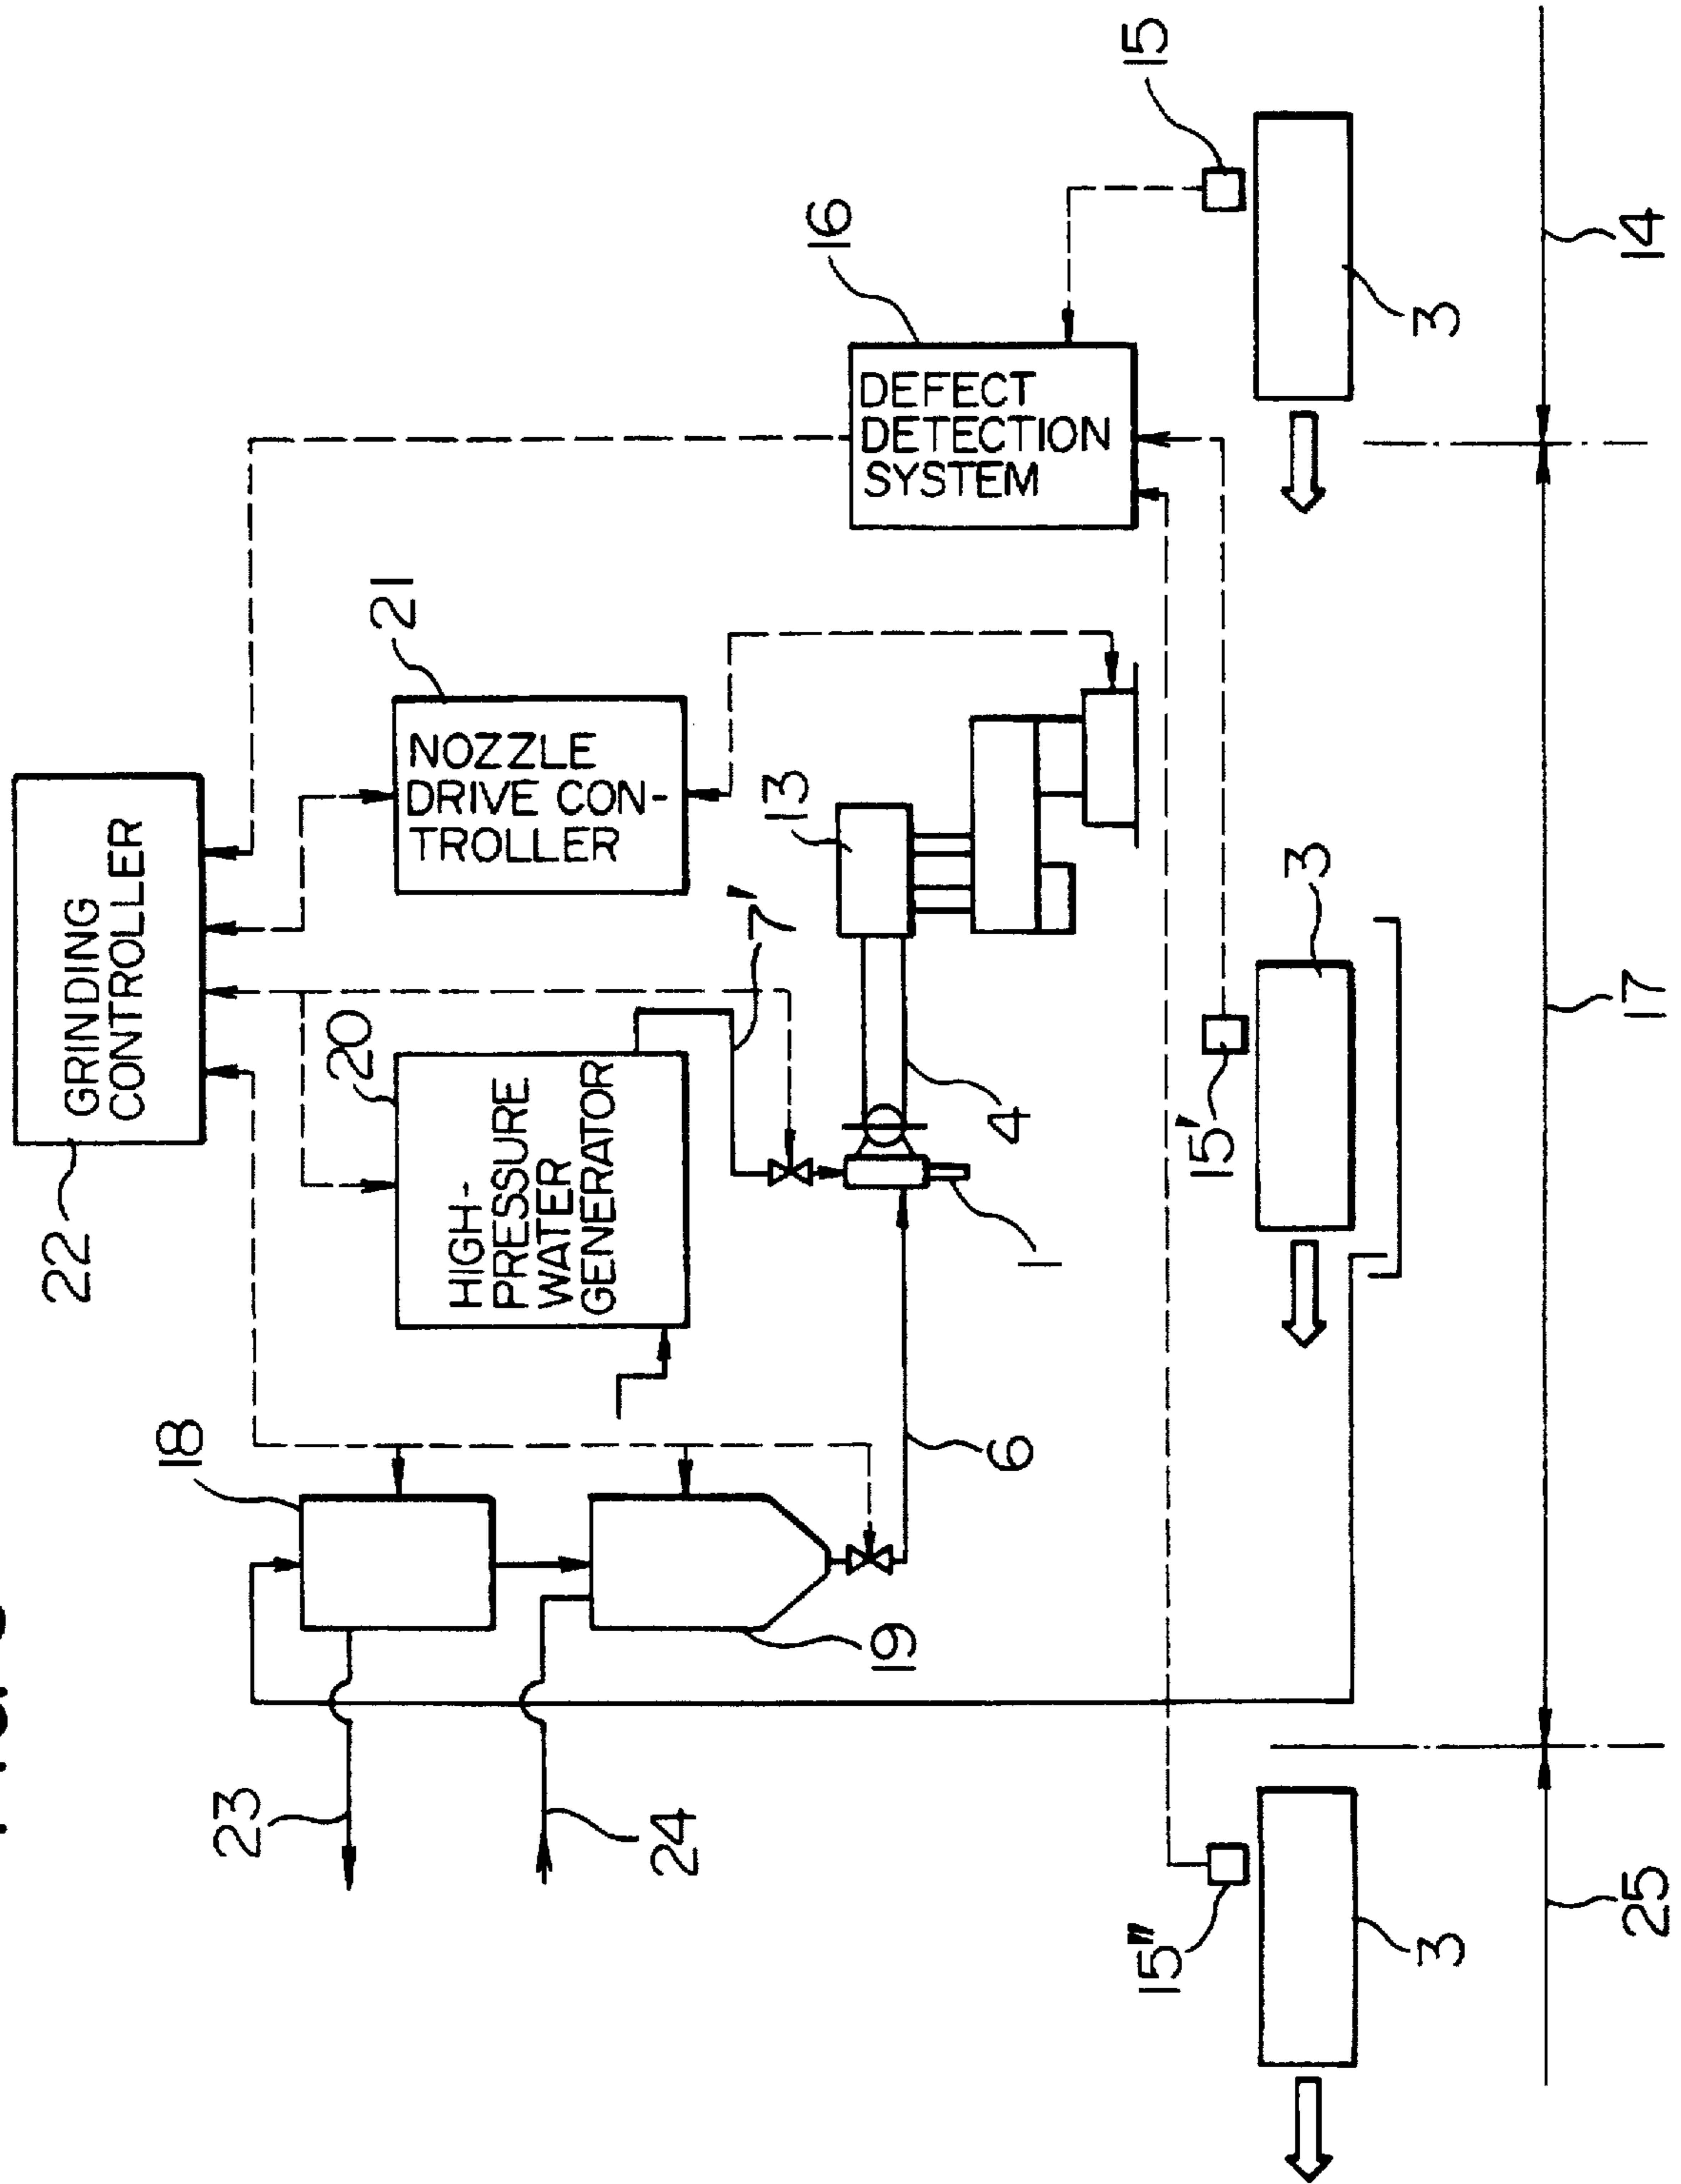 22
GRINDING
CONTROLLER
21
NOZZLE
DRIVE CON-
TROLLER
20
HIGH-
PRESSURE
WATER
GENERATOR
7'
18
19
23
24
6
1
4
13
16
DEFECT
DETECTION
SYSTEM
15"
15'
15
3
3
3
25
17
14